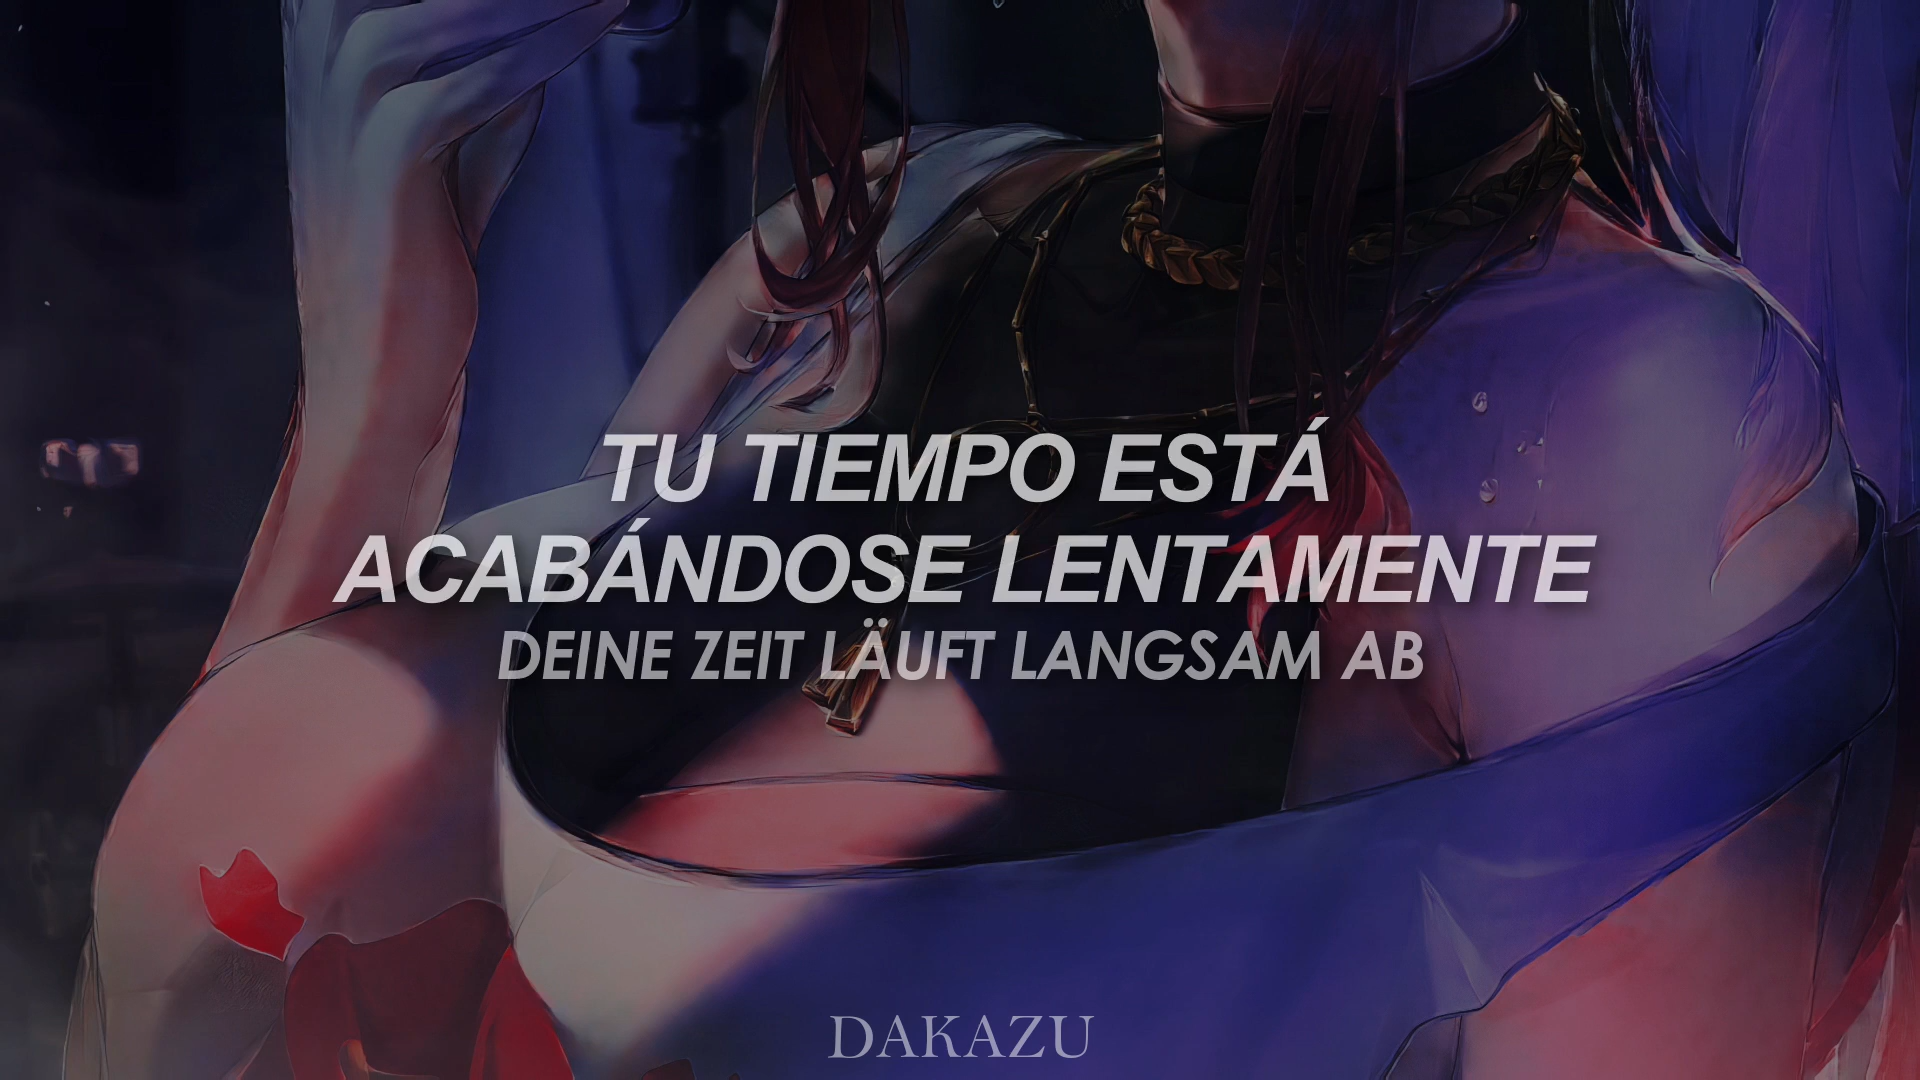 TU TIEMPO ESTÁ
ACABÁNDOSE LENTAMENTE
DEINE ZEIT LÄUFT LANGSAM AB
DAKAZU